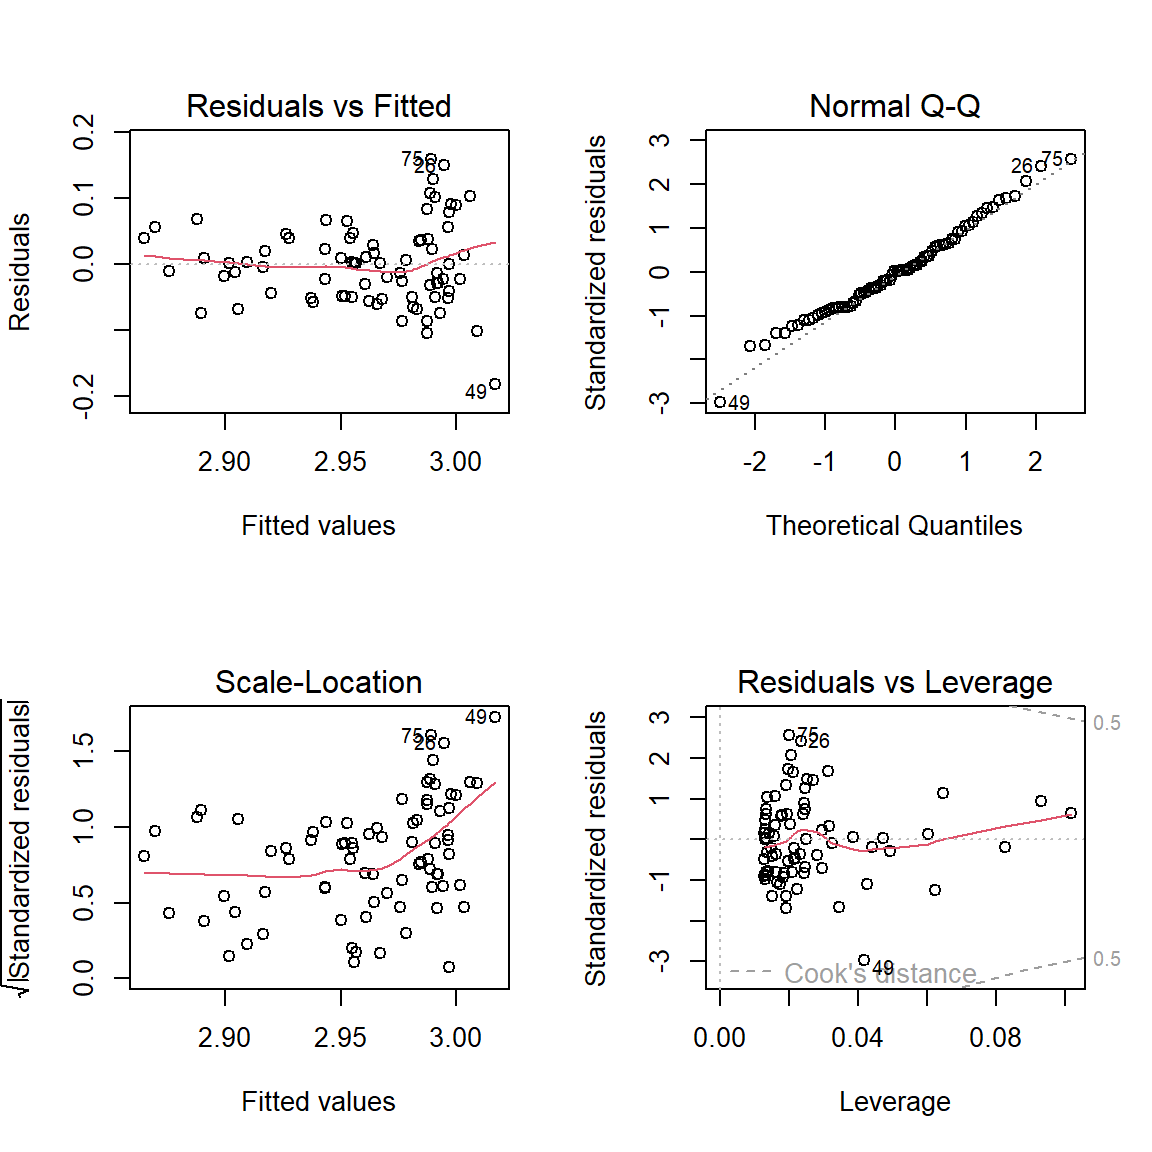 Residuals vs Fitted
Residuals
0.2
0.1
0.0
-0.2
75
26
49
2.90 2.95 3.00
Fitted values
Normal Q-Q
Standardized residuals
3
2
1
0
-1
-3
26 75
49
-2 -1 0 1 2
Theoretical Quantiles
Scale-Location
√|Standardized residuals|
1.5
1.0
0.5
0.0
49
75
26
2.90 2.95 3.00
Fitted values
Residuals vs Leverage
Standardized residuals
3
2
1
-1
-3
0.5
75
26
49
0.5
Cook's distance
0.00 0.04 0.08
Leverage